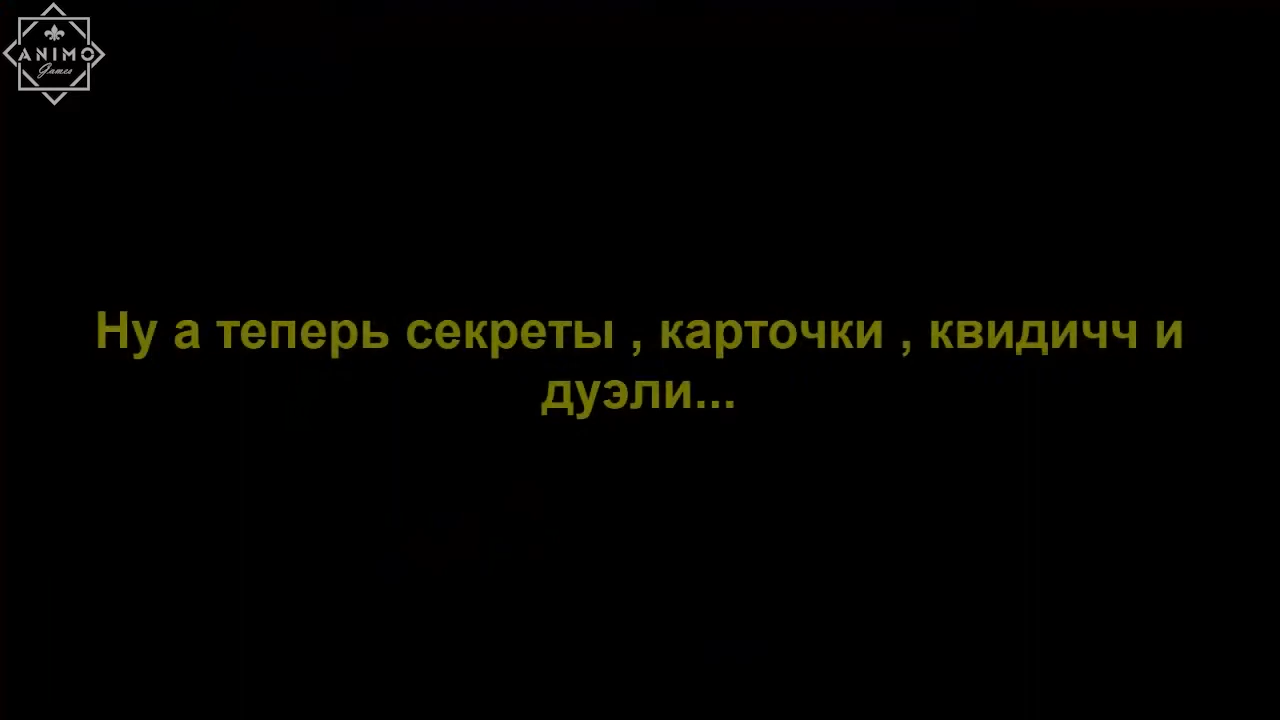 ANIMO
Games
Ну а теперь секреты , карточки , квидичч и
дуэли...